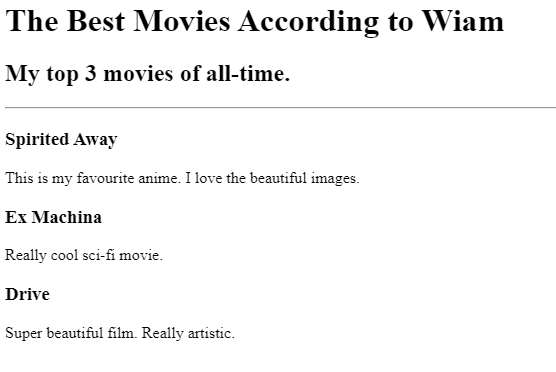 The Best Movies According to Wiam
My top 3 movies of all-time.
Spirited Away
This is my favourite anime. I love the beautiful images.
Ex Machina
Really cool sci-fi movie.
Drive
Super beautiful film. Really artistic.